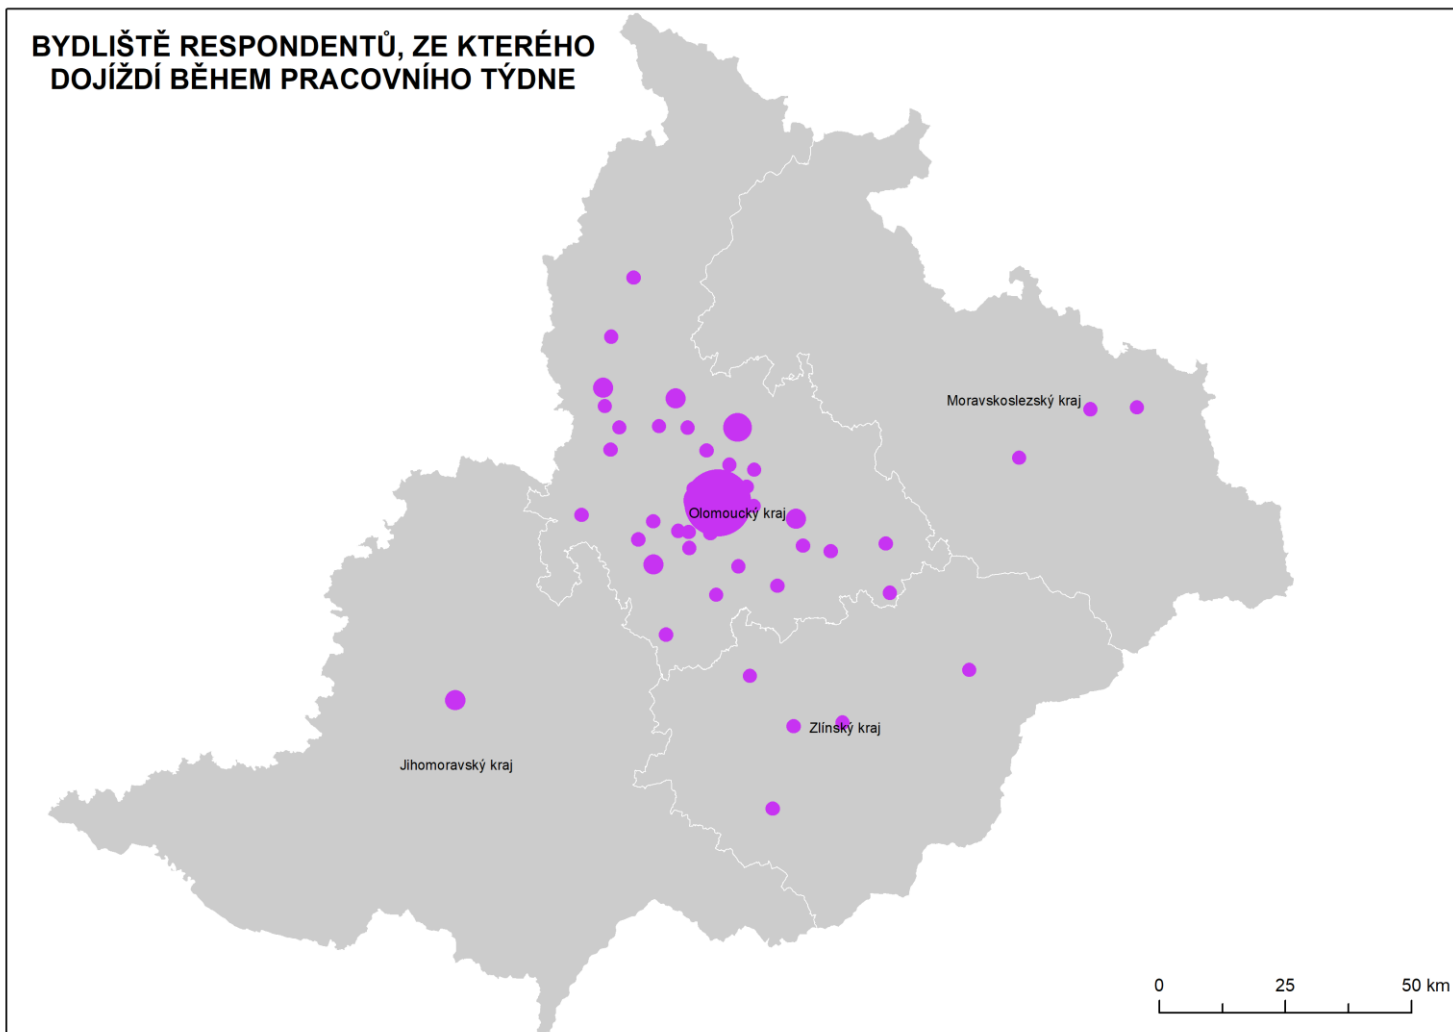 BYDLIŠTĚ RESPONDENTŮ, ZE KTERÉHO
DOJÍŽDÍ BĚHEM PRACOVNÍHO TÝDNE
Moravskoslezský kraj
Olomoucký kraj
Zlínský kraj
Jihomoravský kraj
0 25 50 km